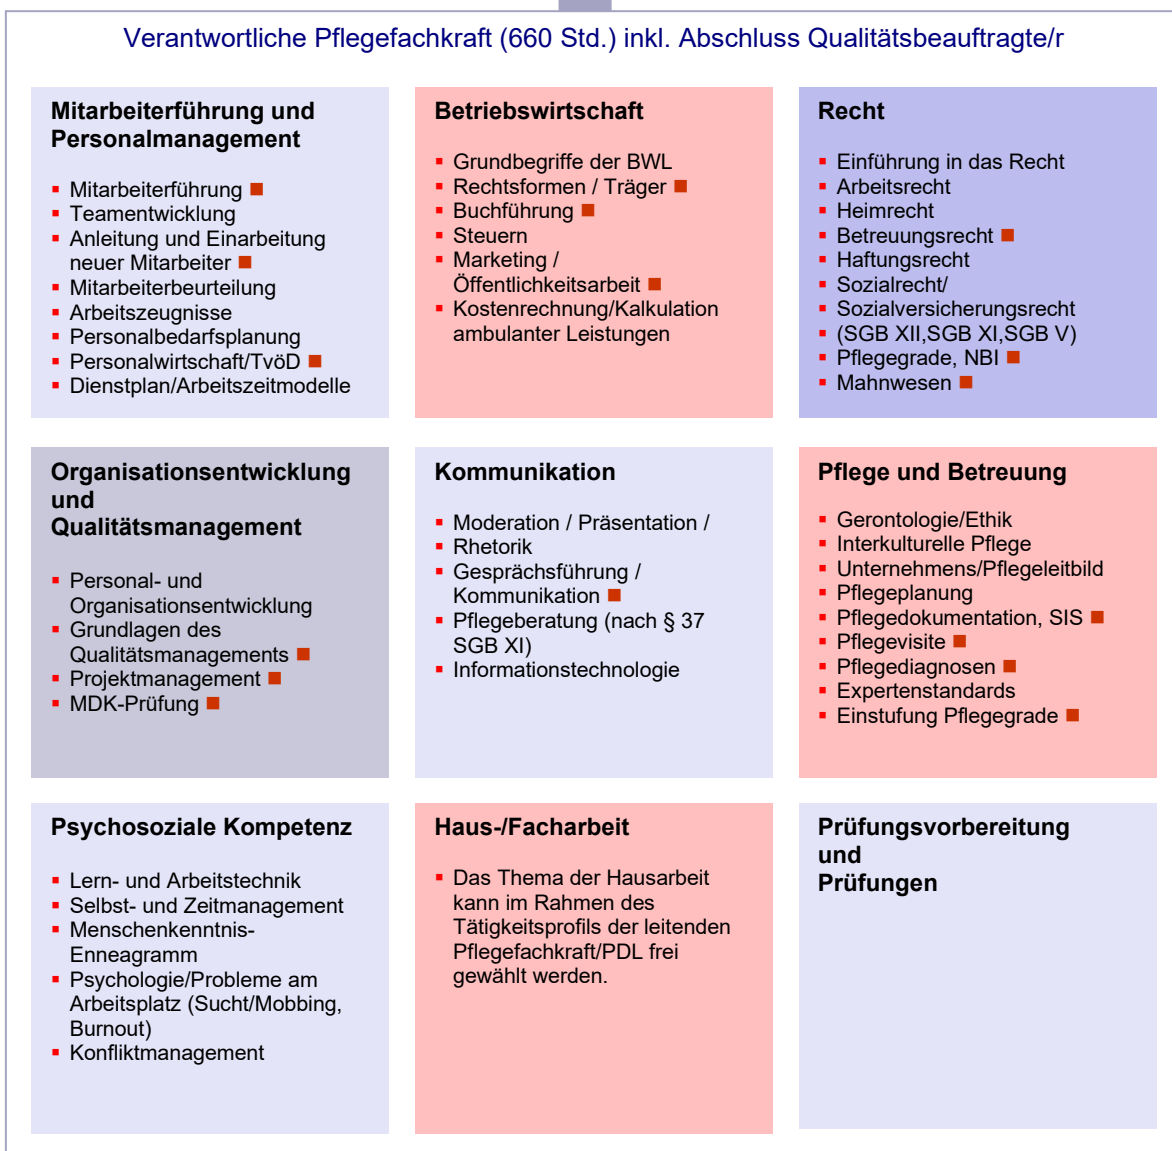 Verantwortliche Pflegefachkraft (660 Std.) inkl. Abschluss Qualitätsbeauftragte/r
Mitarbeiterführung und
Personalmanagement
▪ Mitarbeiterführung ■
▪ Teamentwicklung
▪ Anleitung und Einarbeitung
neuer Mitarbeiter ■
▪ Mitarbeiterbeurteilung
▪ Arbeitszeugnisse
▪ Personalbedarfsplanung
▪ Personalwirtschaft/TvöD ■
▪ Dienstplan/Arbeitszeitmodelle
Betriebswirtschaft
▪ Grundbegriffe der BWL
▪ Rechtsformen / Träger ■
▪ Buchführung ■
▪ Steuern
▪ Marketing /
Öffentlichkeitsarbeit ■
▪ Kostenrechnung/Kalkulation
ambulanter Leistungen
Recht
▪ Einführung in das Recht
▪ Arbeitsrecht
▪ Heimrecht
▪ Betreuungsrecht ■
▪ Haftungsrecht
▪ Sozialrecht/
▪ Sozialversicherungsrecht
▪ (SGB XII,SGB XI,SGB V)
▪ Pflegegrade, NBI ■
▪ Mahnwesen ■
Organisationsentwicklung
und
Qualitätsmanagement
▪ Personal- und
Organisationsentwicklung
▪ Grundlagen des
Qualitätsmanagements ■
▪ Projektmanagement ■
▪ MDK-Prüfung ■
Kommunikation
▪ Moderation / Präsentation /
▪ Rhetorik
▪ Gesprächsführung /
Kommunikation ■
▪ Pflegeberatung (nach § 37
SGB XI)
▪ Informationstechnologie
Pflege und Betreuung
▪ Gerontologie/Ethik
▪ Interkulturelle Pflege
▪ Unternehmens/Pflegeleitbild
▪ Pflegeplanung
▪ Pflegedokumentation, SIS ■
▪ Pflegevisite ■
▪ Pflegediagnosen ■
▪ Expertenstandards
▪ Einstufung Pflegegrade ■
Psychosoziale Kompetenz
▪ Lern- und Arbeitstechnik
▪ Selbst- und Zeitmanagement
▪ Menschenkenntnis-
Enneagramm
▪ Psychologie/Probleme am
Arbeitsplatz (Sucht/Mobbing,
Burnout)
▪ Konfliktmanagement
Haus-/Facharbeit
▪ Das Thema der Hausarbeit
kann im Rahmen des
Tätigkeitsprofils der leitenden
Pflegefachkraft/PDL frei
gewählt werden.
Prüfungsvorbereitung
und
Prüfungen